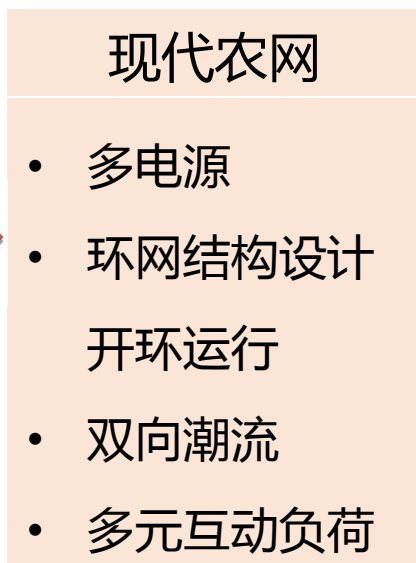 现代农网
• 多电源
• 环网结构设计
开环运行
• 双向潮流
• 多元互动负荷